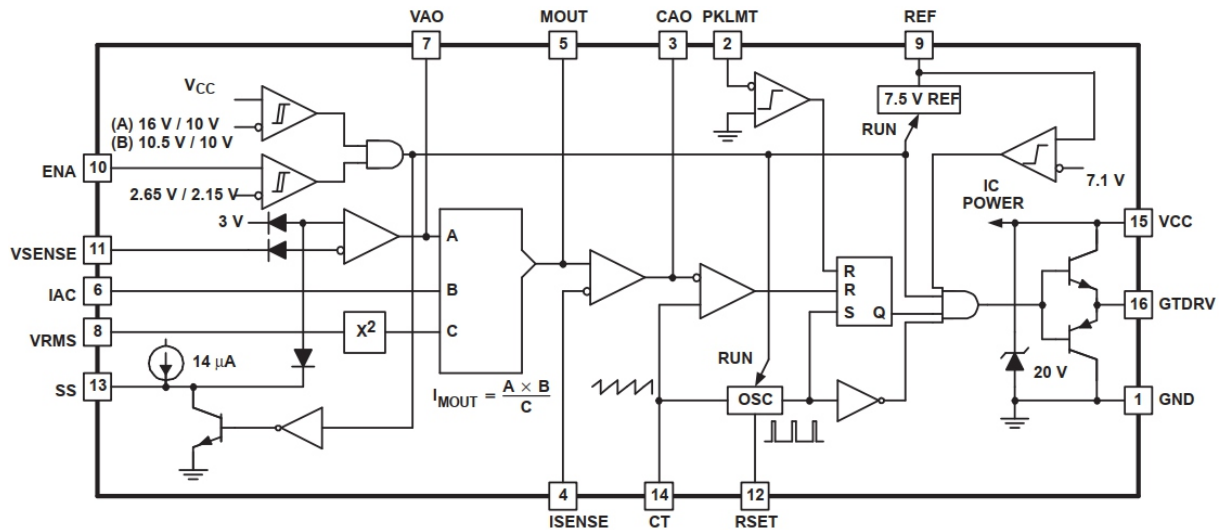 VAO
MOUT
CAO
PKLMT
REF
7
5
3
2
9
VCC
(A) 16 V / 10 V
(B) 10.5 V / 10 V
7.5 V REF
RUN
ENA
10
2.65 V / 2.15 V
7.1 V
IC
POWER
3 V
15
VCC
VSENSE
11
A
IAC
6
B
R
R
S
Q
16
GTDRV
VRMS
8
X²
C
14 μA
RUN
SS
13
20 V
IMOUT = A × B
C
OSC
1
GND
4
14
12
ISENSE
CT
RSET